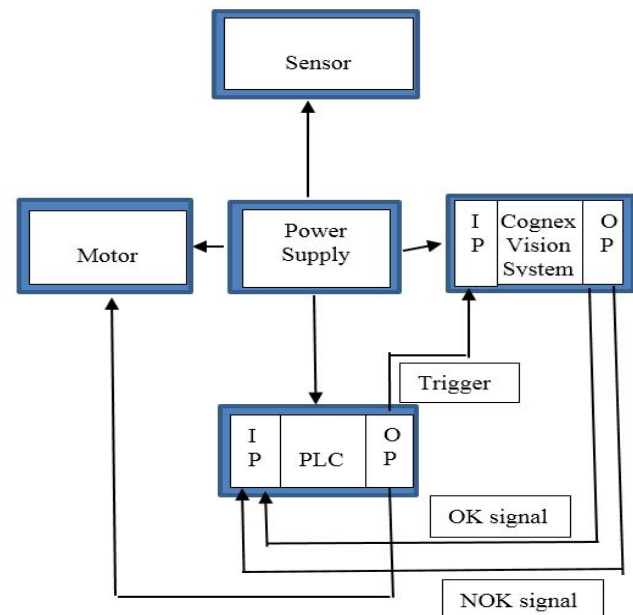 Sensor
Motor
Power
Supply
I
P
Cognex
Vision
System
O
P
Trigger
I
P
PLC
O
P
OK signal
NOK signal